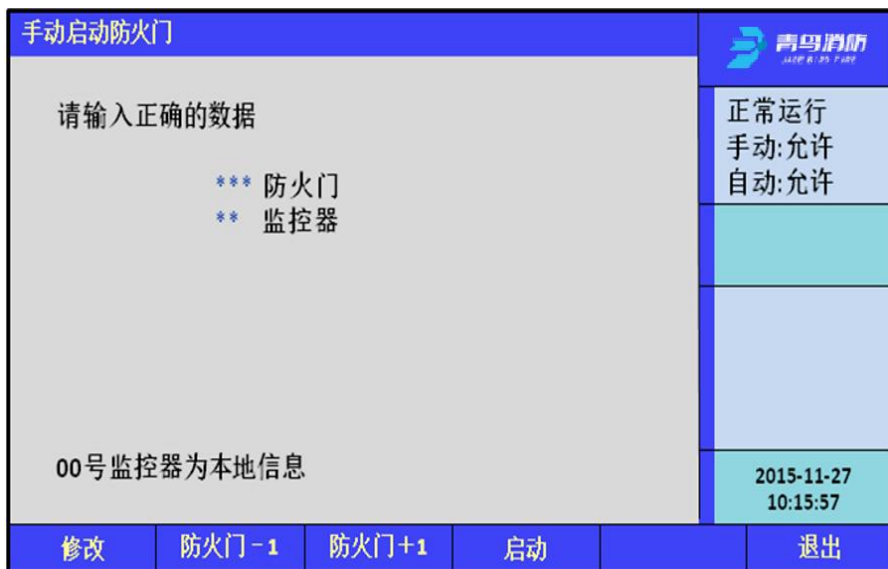 手动启动防火门
青鸟消防
JADE BIRD FIRE
请输入正确的数据
*** 防火门
** 监控器
00号监控器为本地信息
正常运行
手动:允许
自动:允许
2015-11-27
10:15:57
修改 防火门-1 防火门+1 启动 退出